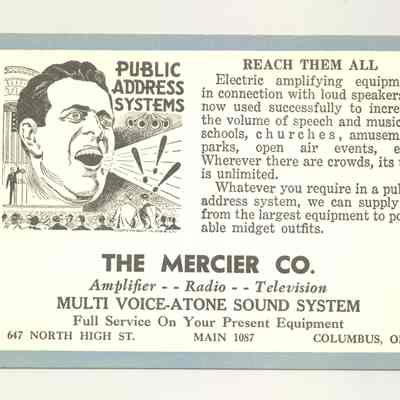 PUBLIC
ADDRESS
SYSTEMS
REACH THEM ALL
Electric amplifying equipm
in connection with loud speakers
now used successfully to incre
the volume of speech and music
schools, churches, amusem
parks, open air events, e
Wherever there are crowds, its u
is unlimited.
Whatever you require in a pub
address system, we can supply
from the largest equipment to po
able midget outfits.
THE MERCIER CO.
Amplifier - - Radio - - Television
MULTI VOICE-ATONE SOUND SYSTEM
Full Service On Your Present Equipment
647 NORTH HIGH ST. MAIN 1087 COLUMBUS, O